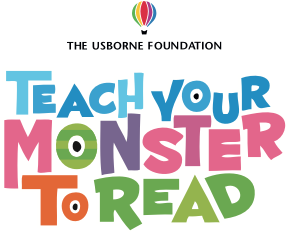 THE USBORNE FOUNDATION
TEACH YOUR
MONSTER
TO READ